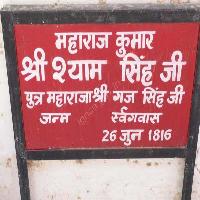 महाराज कुमार
श्री श्याम सिंह जी
पुत्र महाराजा श्री गज सिंह जी
जन्म स्वर्गवास
26 जुन 1816